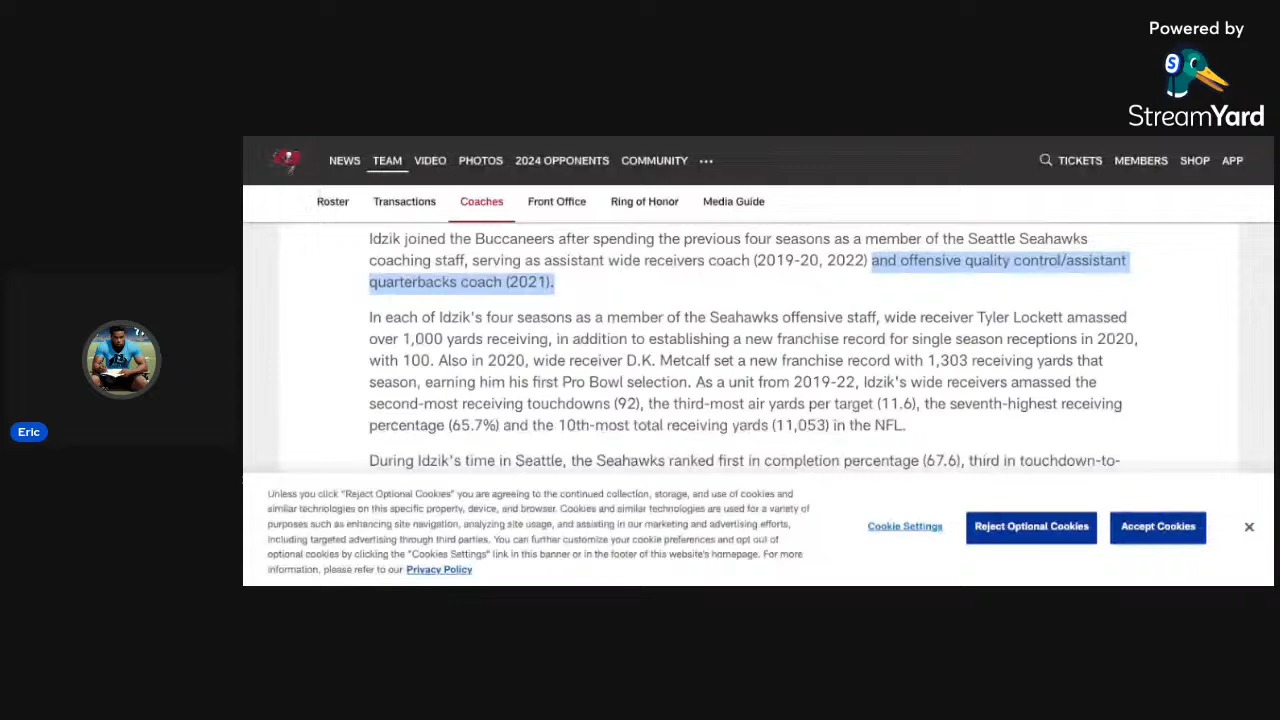 Powered by
S
StreamYard
NEWS TEAM VIDEO PHOTOS 2024 OPPONENTS COMMUNITY ••• TICKETS MEMBERS SHOP APP
Roster Transactions Coaches Front Office Ring of Honor Media Guide
Idzik joined the Buccaneers after spending the previous four seasons as a member of the Seattle Seahawks
coaching staff, serving as assistant wide receivers coach (2019-20, 2022) and offensive quality control/assistant
quarterbacks coach (2021).
In each of Idzik's four seasons as a member of the Seahawks offensive staff, wide receiver Tyler Lockett amassed
over 1,000 yards receiving, in addition to establishing a new franchise record for single season receptions in 2020,
with 100. Also in 2020, wide receiver D.K. Metcalf set a new franchise record with 1,303 receiving yards that
season, earning him his first Pro Bowl selection. As a unit from 2019-22, Idzik's wide receivers amassed the
second-most receiving touchdowns (92), the third-most air yards per target (11.6), the seventh-highest receiving
percentage (65.7%) and the 10th-most total receiving yards (11,053) in the NFL.
During Idzik's time in Seattle, the Seahawks ranked first in completion percentage (67.6), third in touchdown-to-
Eric
Unless you click "Reject Optional Cookies" you are agreeing to the continued collection, storage, and use of cookies and
similar technologies on this specific property, device, and browser. Cookies and similar technologies are used for a variety of
purposes such as enhancing site navigation, analyzing site usage, and assisting in our marketing and advertising efforts,
including targeted advertising through third parties. You can further customize your cookie preferences and opt out of
optional cookies by clicking the "Cookies Settings" link in this banner or in the footer of this website's homepage. For more
information, please refer to our Privacy Policy
Cookie Settings
Reject Optional Cookies
Accept Cookies